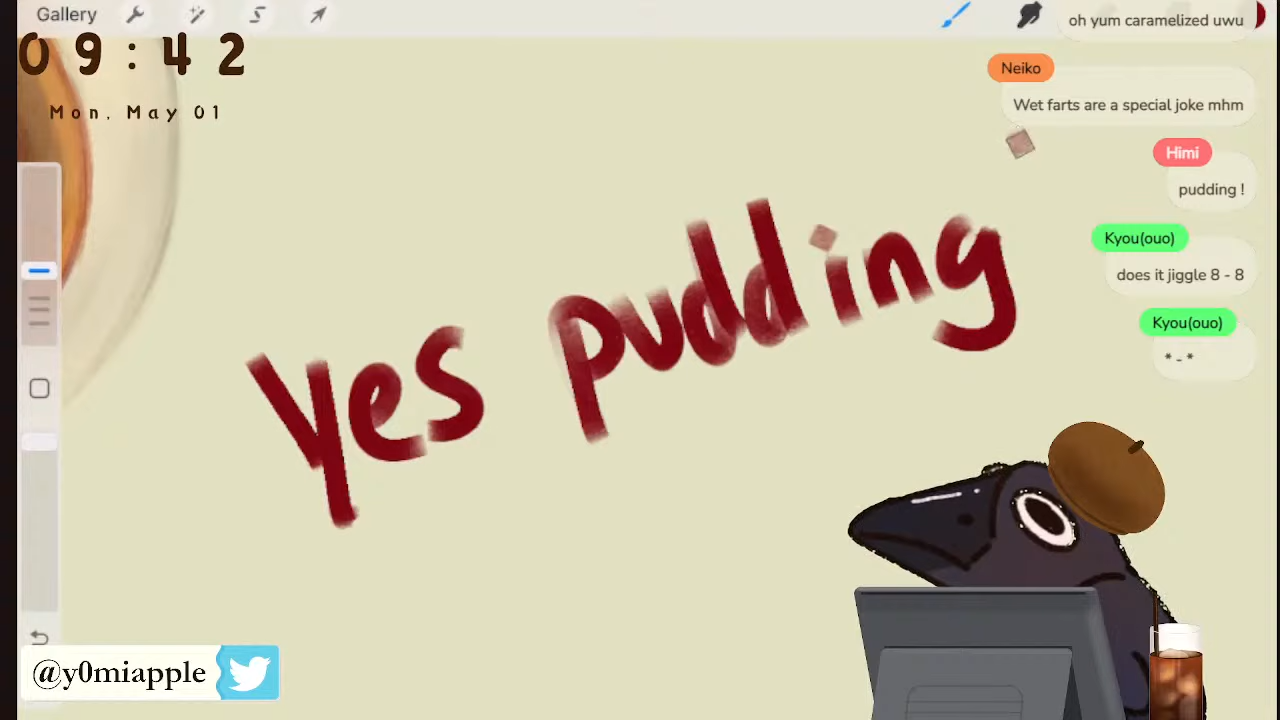 Gallery
09:42
Mon, May 01
oh yum caramelized uwu
Neiko
Wet farts are a special joke mhm
Himi
pudding !
Kyou(ouo)
does it jiggle 8 - 8
Kyou(ouo)
*-*
Yes pudding
@y0miapple